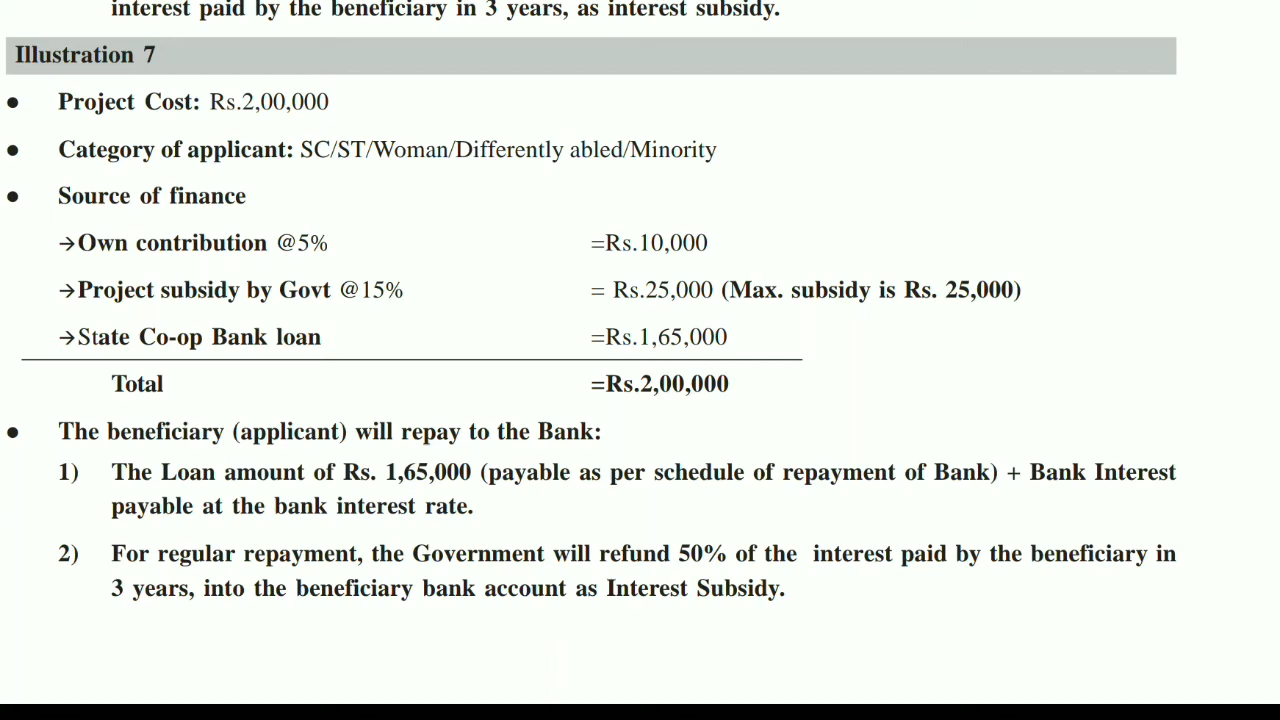 interest paid by the beneficiary in 3 years, as interest subsidy.
Illustration 7
● Project Cost: Rs.2,00,000
● Category of applicant: SC/ST/Woman/Differently abled/Minority
● Source of finance
→Own contribution @5% =Rs.10,000
→Project subsidy by Govt @15% = Rs.25,000 (Max. subsidy is Rs. 25,000)
→State Co-op Bank loan =Rs.1,65,000
Total =Rs.2,00,000
● The beneficiary (applicant) will repay to the Bank:
1) The Loan amount of Rs. 1,65,000 (payable as per schedule of repayment of Bank) + Bank Interest
payable at the bank interest rate.
2) For regular repayment, the Government will refund 50% of the interest paid by the beneficiary in
3 years, into the beneficiary bank account as Interest Subsidy.